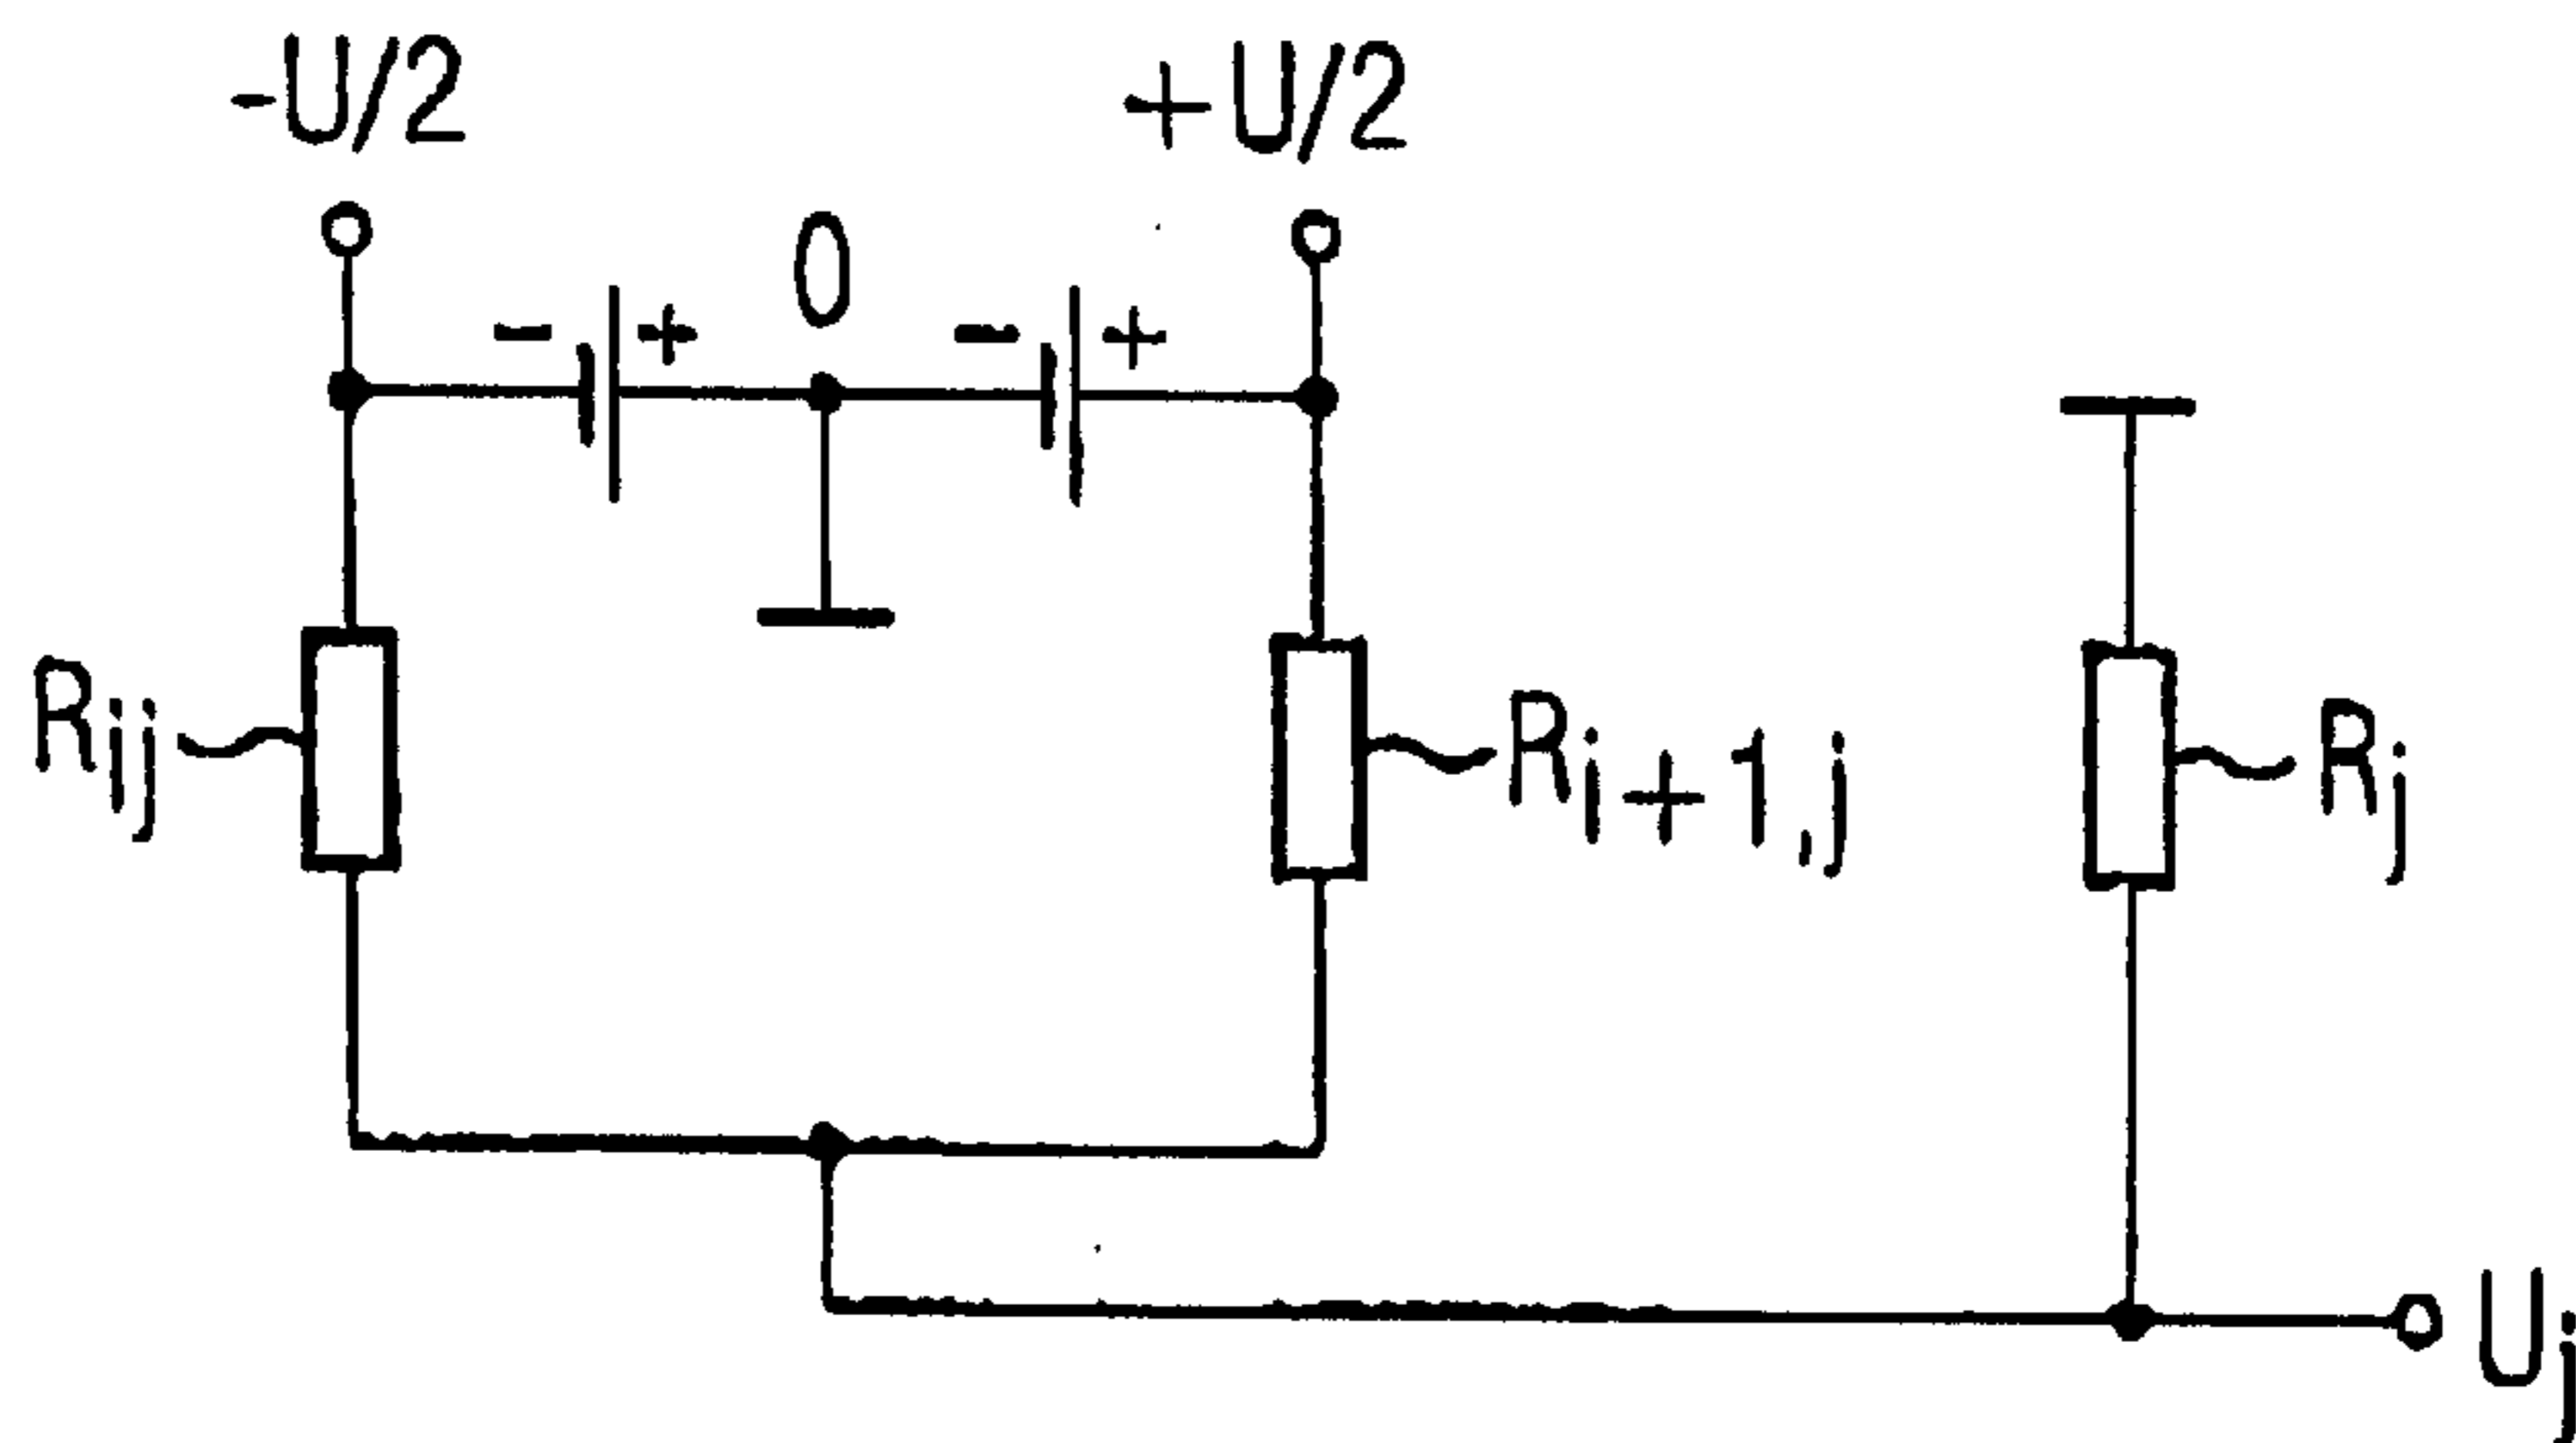 -U/2
+U/2
0
- +
- +
Rij
Ri+1,j
Rj
Uj